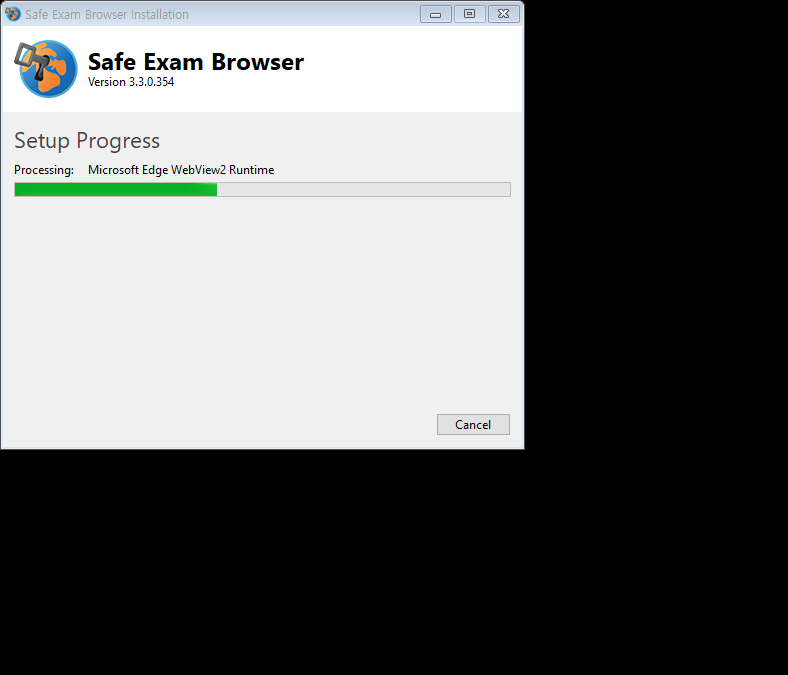 Safe Exam Browser Installation
Safe Exam Browser
Version 3.3.0.354
Setup Progress
Processing: Microsoft Edge WebView2 Runtime
Cancel